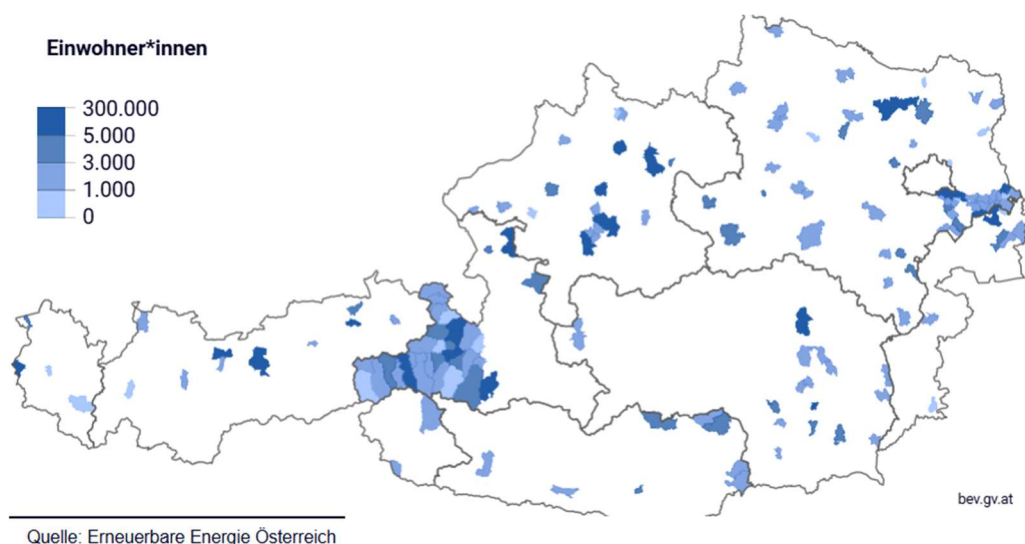 Einwohner*innen
300.000
5.000
3.000
1.000
0
bev.gv.at
Quelle: Erneuerbare Energie Österreich